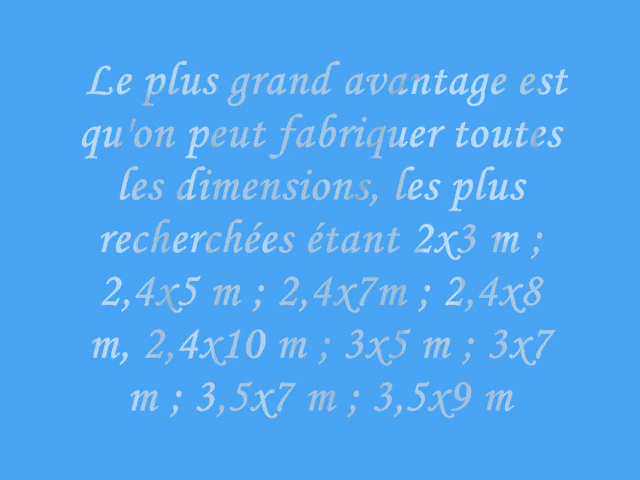 Le plus grand avantage est
qu'on peut fabriquer toutes
les dimensions, les plus
recherchées étant 2x3 m ;
2,4x5 m ; 2,4x7m ; 2,4x8
m, 2,4x10 m ; 3x5 m ; 3x7
m ; 3,5x7 m ; 3,5x9 m